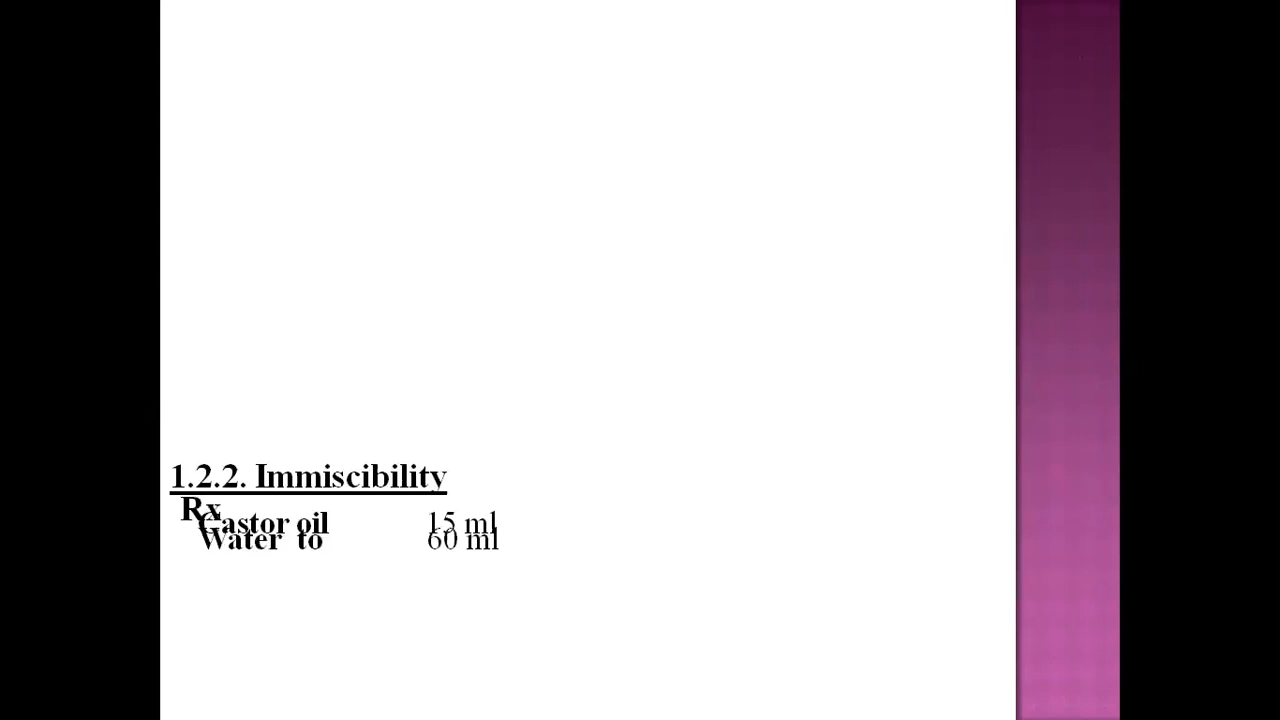 1.2.2. Immiscibility
Rx
Castor oil 15 ml
Water to 60 ml